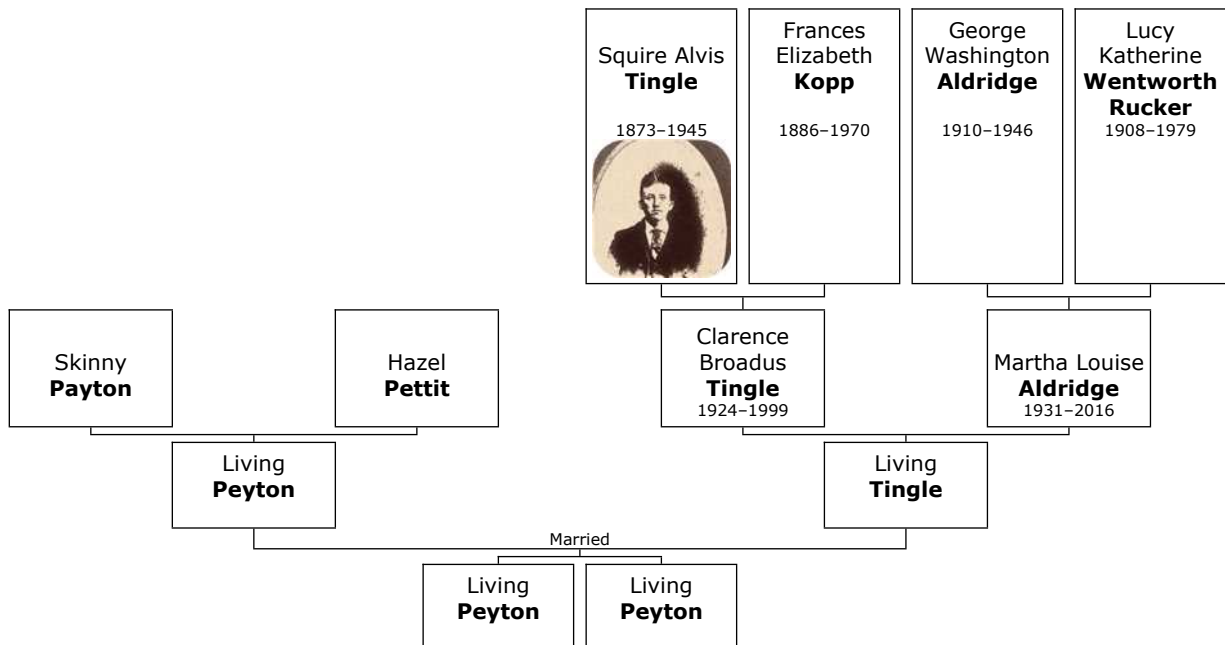 Squire Alvis
Tingle
1873–1945
Frances
Elizabeth
Kopp
1886–1970
George
Washington
Aldridge
1910–1946
Lucy
Katherine
Wentworth
Rucker
1908–1979
Skinny
Payton
Hazel
Pettit
Clarence
Broadus
Tingle
1924–1999
Martha Louise
Aldridge
1931–2016
Living
Peyton
Living
Tingle
Married
Living
Peyton
Living
Peyton